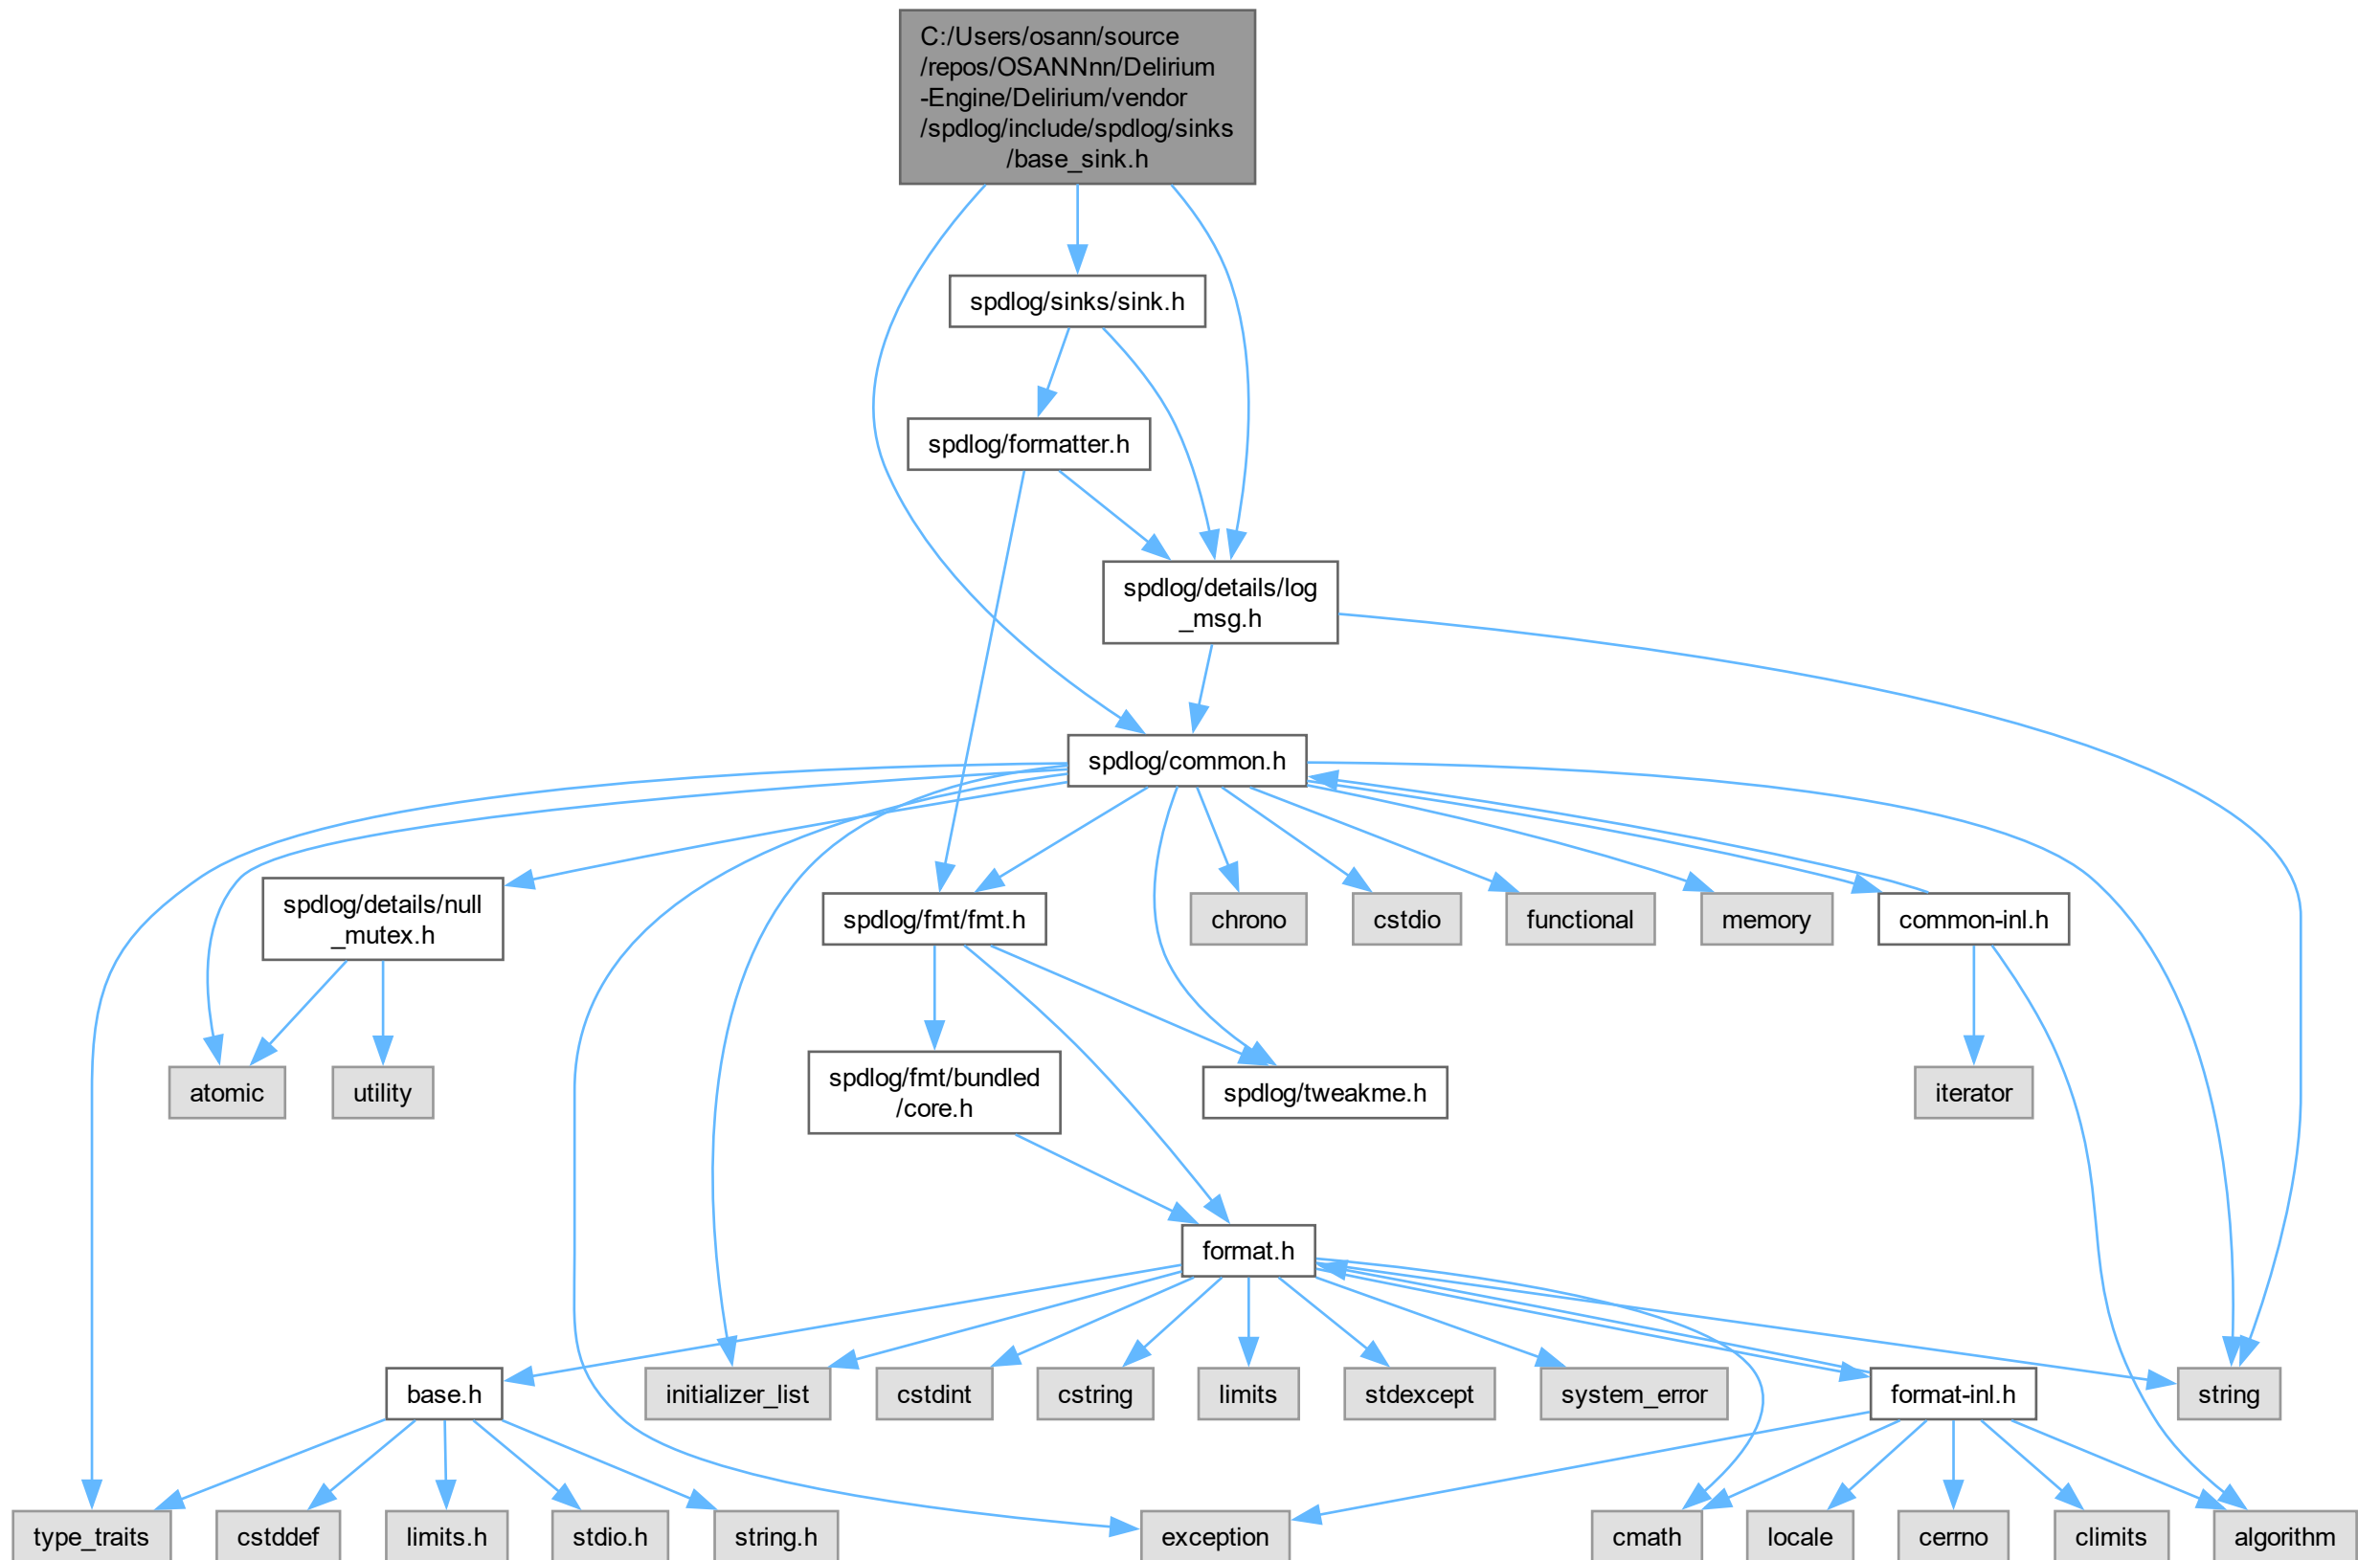 C:/Users/osann/source
/repos/OSANNnn/Delirium
-Engine/Delirium/vendor
/spdlog/include/spdlog/sinks
/base_sink.h
spdlog/sinks/sink.h
spdlog/formatter.h
spdlog/details/log
_msg.h
spdlog/common.h
spdlog/details/null
_mutex.h
spdlog/fmt/fmt.h
chrono
cstdio
functional
memory
common-inl.h
atomic
utility
spdlog/fmt/bundled
/core.h
spdlog/tweakme.h
iterator
format.h
base.h
initializer_list
cstdint
cstring
limits
stdexcept
system_error
format-inl.h
string
type_traits
cstddef
limits.h
stdio.h
string.h
exception
cmath
locale
cerrno
climits
algorithm